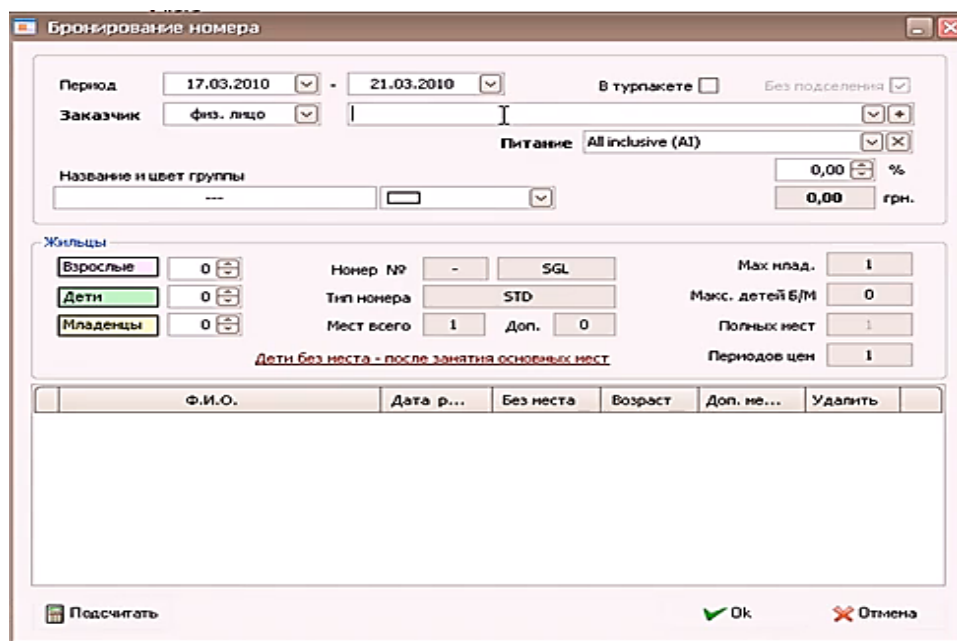 Бронирование номера
Период 17.03.2010 - 21.03.2010 В турпакете Без подселения
Заказчик физ. лицо
Питание All inclusive (AI)
Название и цвет группы 0,00 %
--- 0,00 грн.
Жильцы
Взрослые 0 Номер № - SGL Мах млад. 1
Дети 0 Тип номера STD Макс. детей Б/М 0
Младенцы 0 Мест всего 1 Доп. 0 Полных мест 1
Дети без места - после занятия основных мест Периодов цен 1
Ф.И.О. Дата р... Без места Возраст Доп. ме... Удалить
Подсчитать Ok Отмена